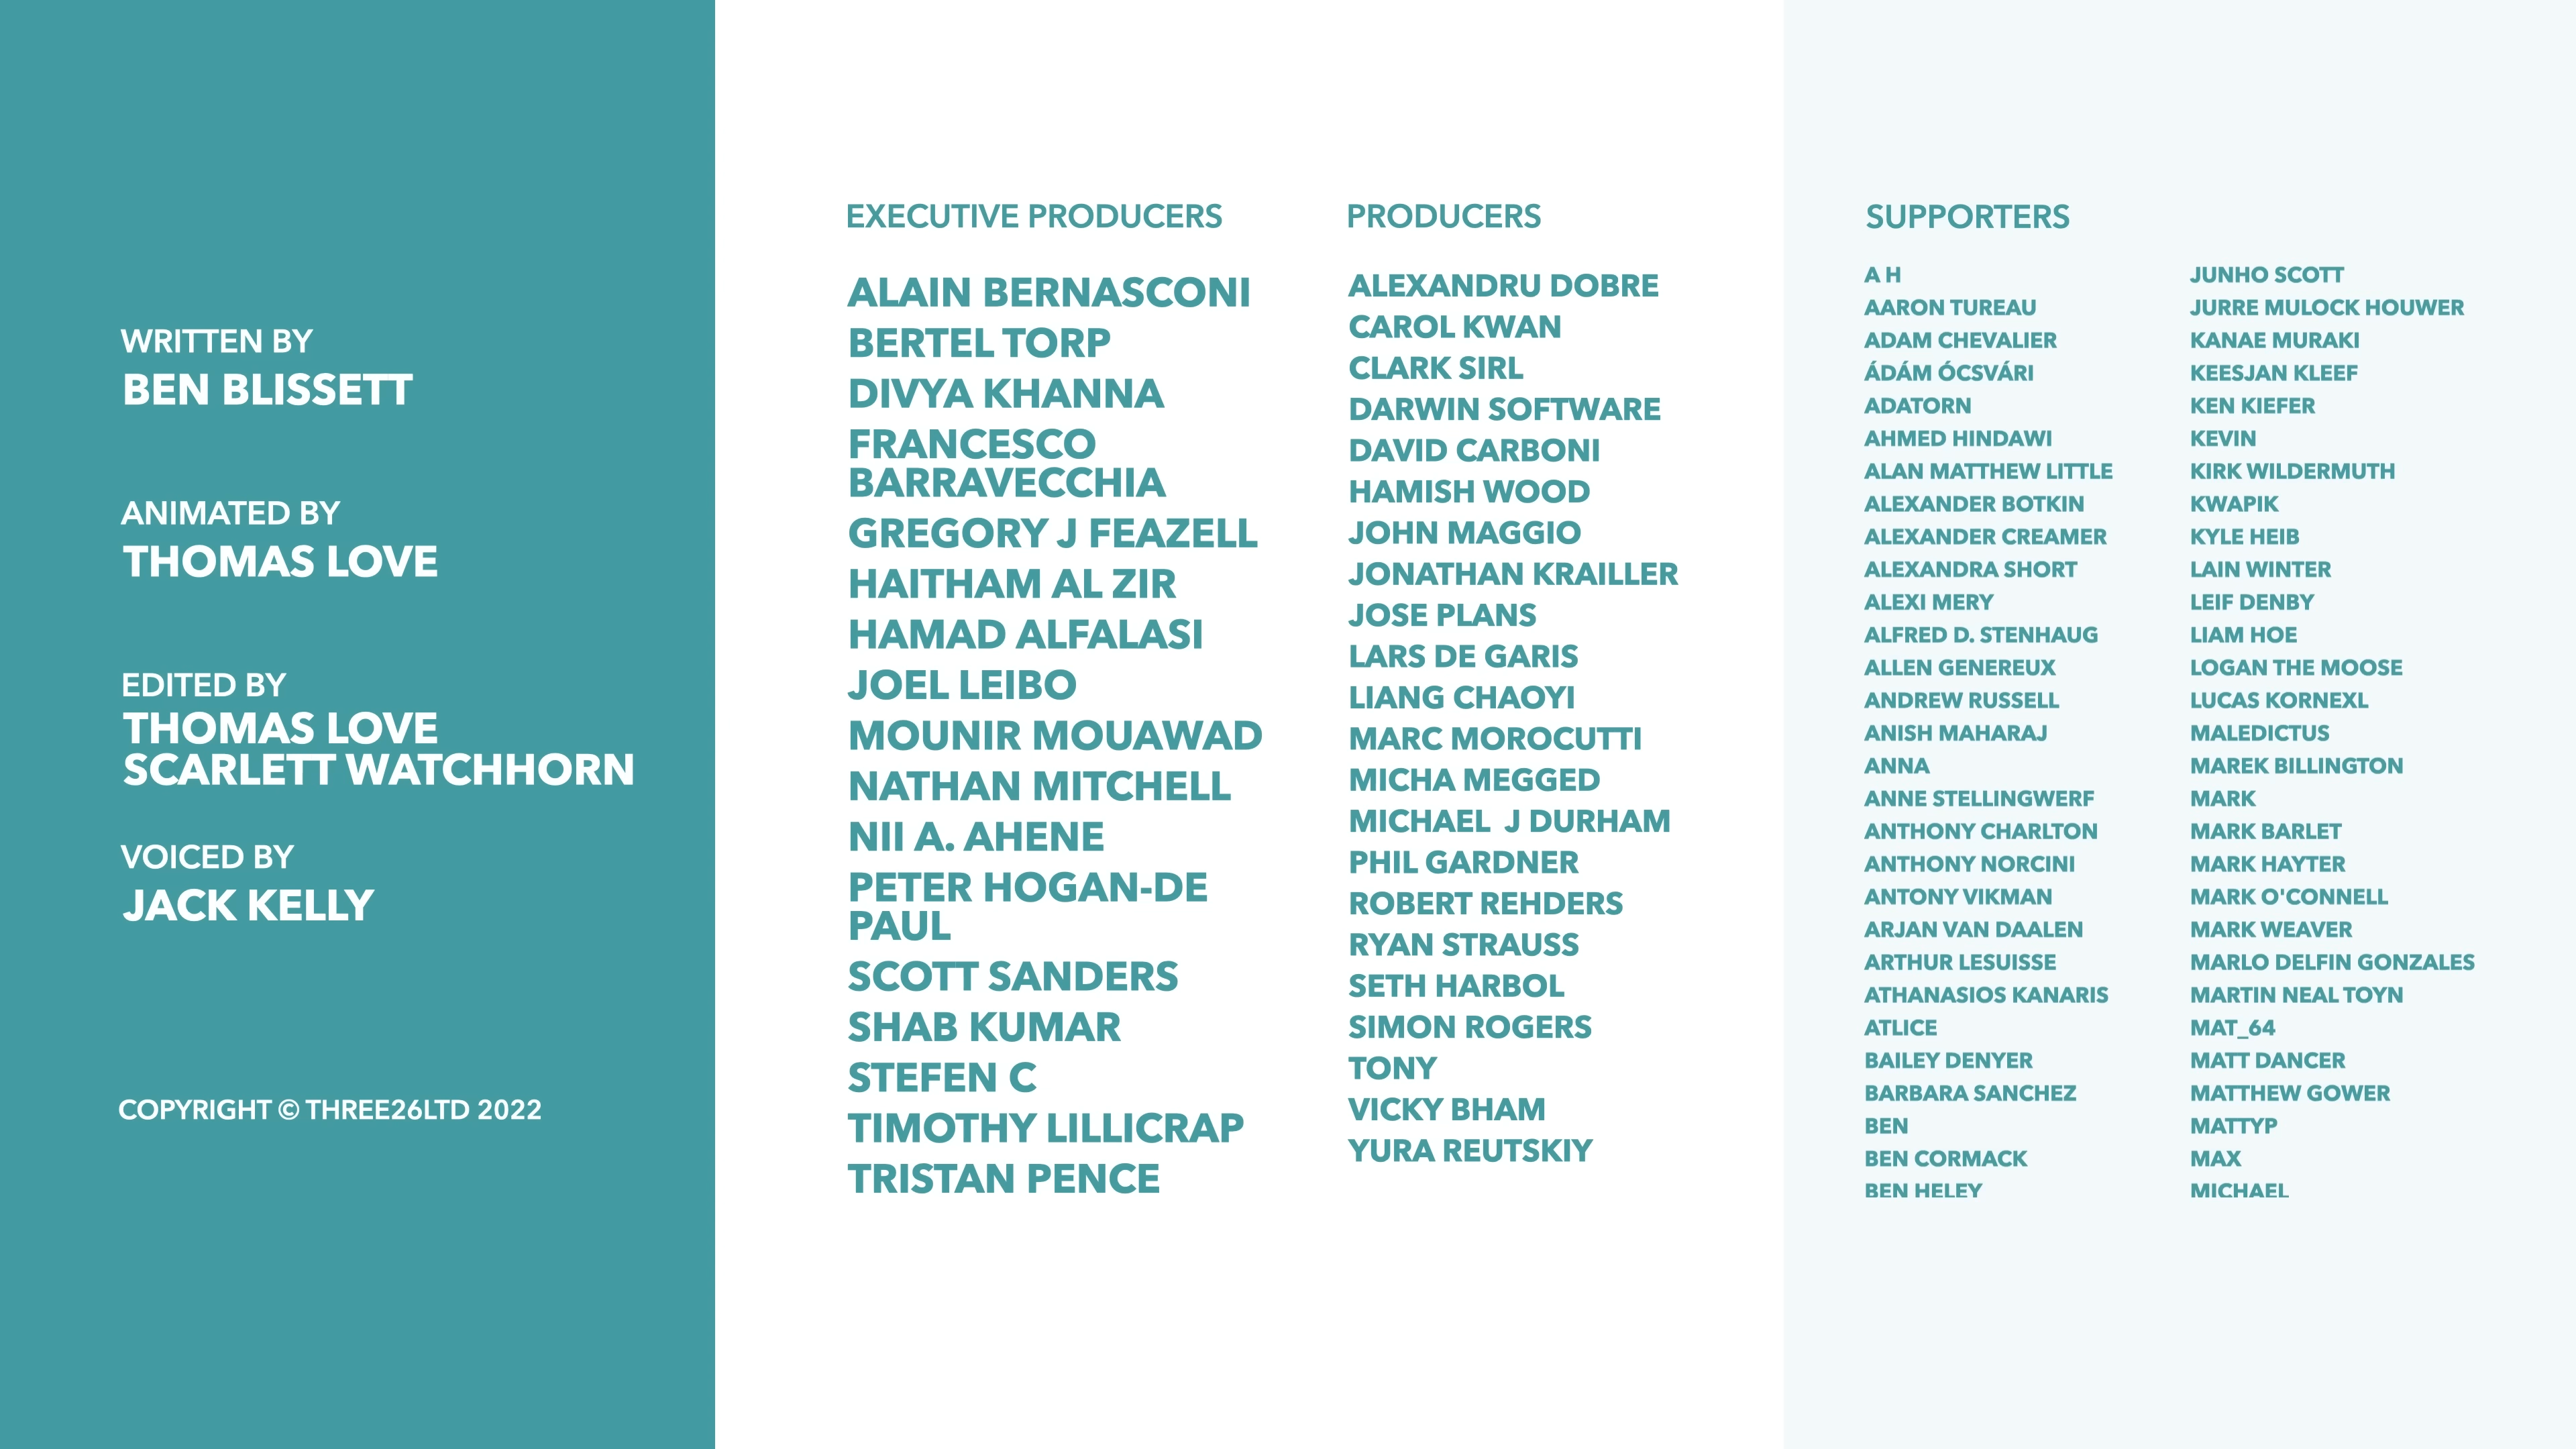 WRITTEN BY
BEN BLISSETT
ANIMATED BY
THOMAS LOVE
EDITED BY
THOMAS LOVE
SCARLETT WATCHHORN
VOICED BY
JACK KELLY
COPYRIGHT © THREE26LTD 2022
EXECUTIVE PRODUCERS
ALAIN BERNASCONI
BERTEL TORP
DIVYA KHANNA
FRANCESCO
BARRAVECCHIA
GREGORY J FEAZELL
HAITHAM AL ZIR
HAMAD ALFALASI
JOEL LEIBO
MOUNIR MOUAWAD
NATHAN MITCHELL
NII A. AHENE
PETER HOGAN-DE
PAUL
SCOTT SANDERS
SHAB KUMAR
STEFEN C
TIMOTHY LILLICRAP
TRISTAN PENCE
PRODUCERS
ALEXANDRU DOBRE
CAROL KWAN
CLARK SIRL
DARWIN SOFTWARE
DAVID CARBONI
HAMISH WOOD
JOHN MAGGIO
JONATHAN KRAILLER
JOSE PLANS
LARS DE GARIS
LIANG CHAOYI
MARC MOROCUTTI
MICHA MEGGED
MICHAEL  J DURHAM
PHIL GARDNER
ROBERT REHDERS
RYAN STRAUSS
SETH HARBOL
SIMON ROGERS
TONY
VICKY BHAM
YURA REUTSKIY
SUPPORTERS
A H
AARON TUREAU
ADAM CHEVALIER
ÁDÁM ÓCSVÁRI
ADATORN
AHMED HINDAWI
ALAN MATTHEW LITTLE
ALEXANDER BOTKIN
ALEXANDER CREAMER
ALEXANDRA SHORT
ALEXI MERY
ALFRED D. STENHAUG
ALLEN GENEREUX
ANDREW RUSSELL
ANISH MAHARAJ
ANNA
ANNE STELLINGWERF
ANTHONY CHARLTON
ANTHONY NORCINI
ANTONY VIKMAN
ARJAN VAN DAALEN
ARTHUR LESUISSE
ATHANASIOS KANARIS
ATLICE
BAILEY DENYER
BARBARA SANCHEZ
BEN
BEN CORMACK
BEN HELEY
JUNHO SCOTT
JURRE MULOCK HOUWER
KANAE MURAKI
KEESJAN KLEEF
KEN KIEFER
KEVIN
KIRK WILDERMUTH
KWAPIK
KYLE HEIB
LAIN WINTER
LEIF DENBY
LIAM HOE
LOGAN THE MOOSE
LUCAS KORNEXL
MALEDICTUS
MAREK BILLINGTON
MARK
MARK BARLET
MARK HAYTER
MARK O'CONNELL
MARK WEAVER
MARLO DELFIN GONZALES
MARTIN NEAL TOYN
MAT_64
MATT DANCER
MATTHEW GOWER
MATTYP
MAX
MICHAEL